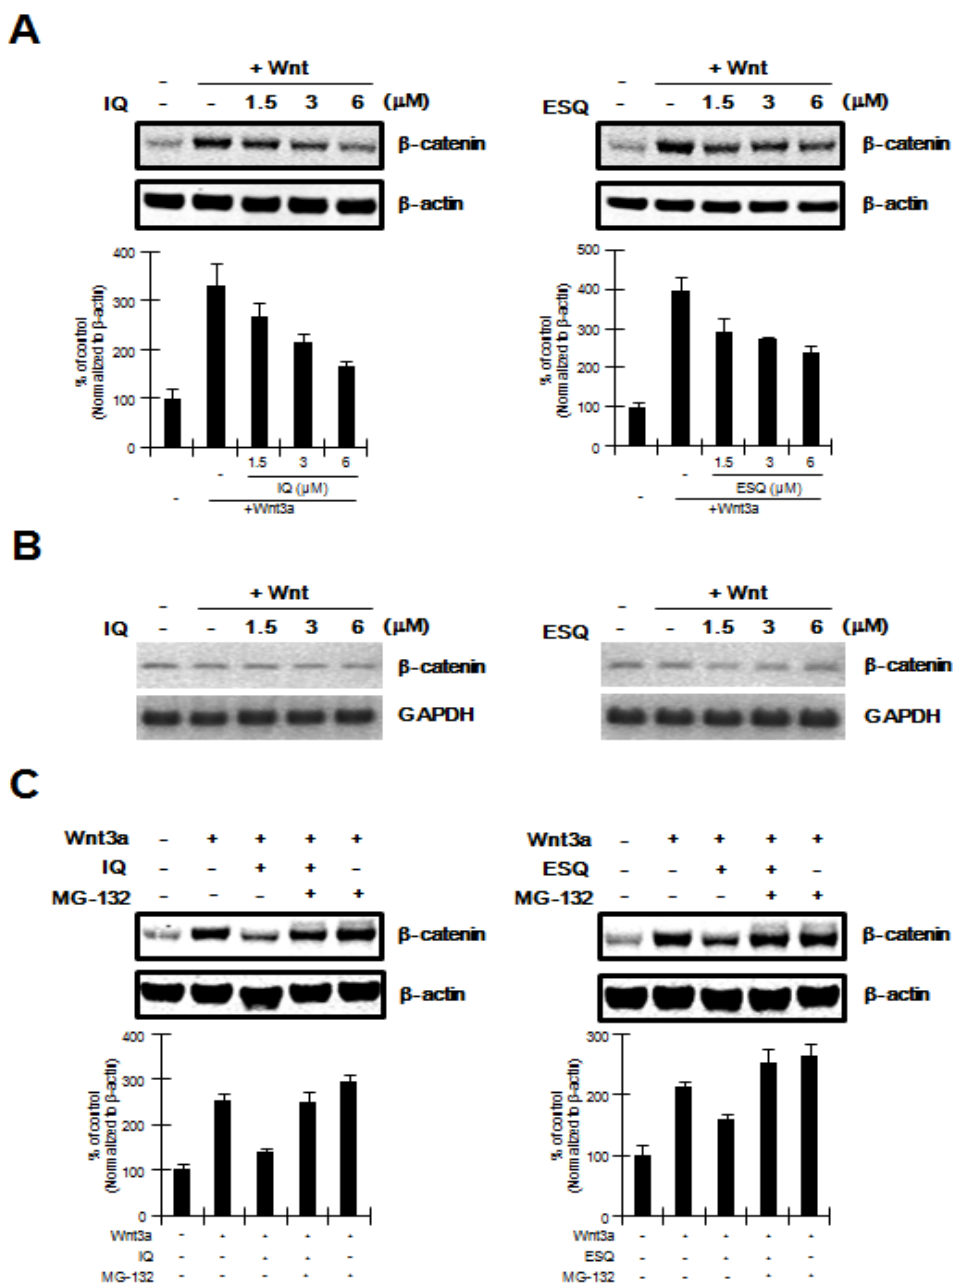 A
+ Wnt
-
IQ - - 1.5 3 6 (μM)
β-catenin
β-actin
% of control
(Normalized to β-actin)
400
300
200
100
0
1.5 3 6
-
IQ (μM)
-
+Wnt3a
+ Wnt
-
ESQ - - 1.5 3 6 (μM)
β-catenin
β-actin
% of control
(Normalized to β-actin)
500
400
300
200
100
0
1.5 3 6
-
ESQ (μM)
-
+Wnt3a
B
+ Wnt
-
IQ - - 1.5 3 6 (μM)
β-catenin
GAPDH
+ Wnt
-
ESQ - - 1.5 3 6 (μM)
β-catenin
GAPDH
C
Wnt3a - + + + +
IQ - - + + -
MG-132 - - - + +
β-catenin
β-actin
% of control
(Normalized to β-actin)
400
300
200
100
0
Wnt3a - + + + +
IQ - - + + -
MG-132 - - - + +
Wnt3a - + + + +
ESQ - - + + -
MG-132 - - - + +
β-catenin
β-actin
% of control
(Normalized to β-actin)
300
200
100
0
Wnt3a - + + + +
ESQ - - + + -
MG-132 - - - + +